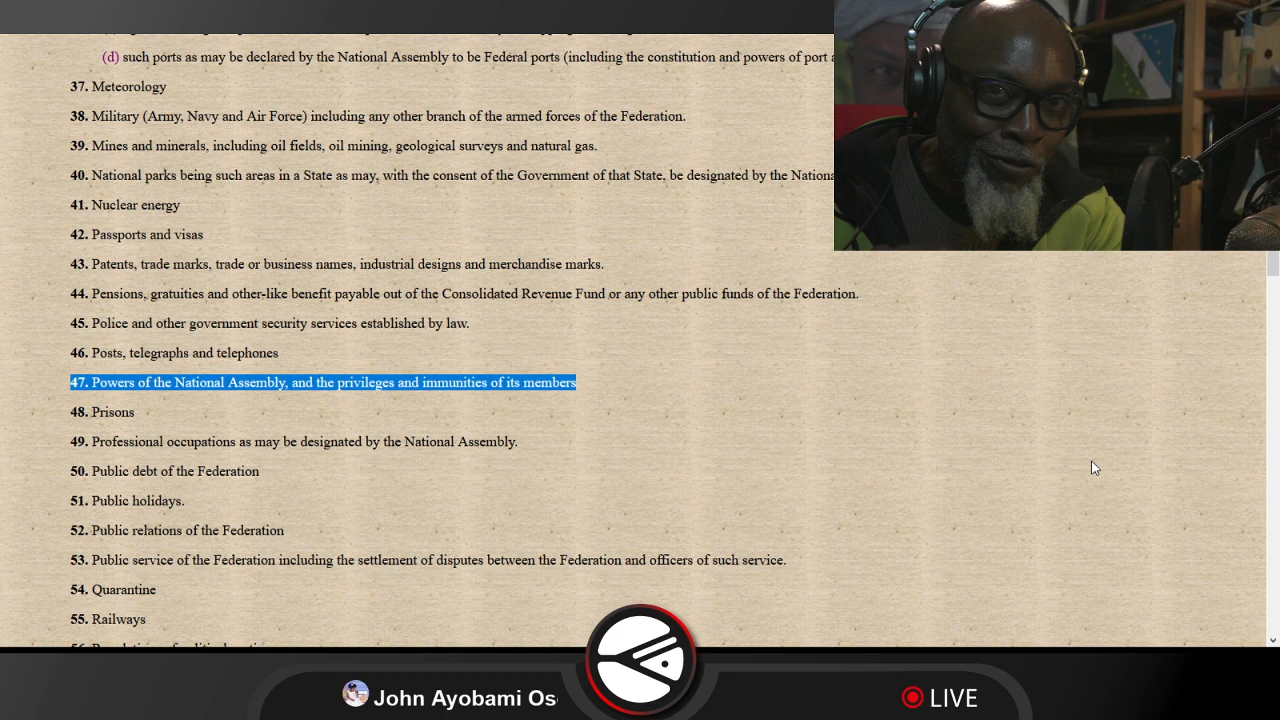 (d) such ports as may be declared by the National Assembly to be Federal ports (including the constitution and powers of port
37. Meteorology
38. Military (Army, Navy and Air Force) including any other branch of the armed forces of the Federation.
39. Mines and minerals, including oil fields, oil mining, geological surveys and natural gas.
40. National parks being such areas in a State as may, with the consent of the Government of that State, be designated by the Nationa
41. Nuclear energy
42. Passports and visas
43. Patents, trade marks, trade or business names, industrial designs and merchandise marks.
44. Pensions, gratuities and other-like benefit payable out of the Consolidated Revenue Fund or any other public funds of the Federation.
45. Police and other government security services established by law.
46. Posts, telegraphs and telephones
47. Powers of the National Assembly, and the privileges and immunities of its members
48. Prisons
49. Professional occupations as may be designated by the National Assembly.
50. Public debt of the Federation
51. Public holidays.
52. Public relations of the Federation
53. Public service of the Federation including the settlement of disputes between the Federation and officers of such service.
54. Quarantine
55. Railways
John Ayobami Os
LIVE